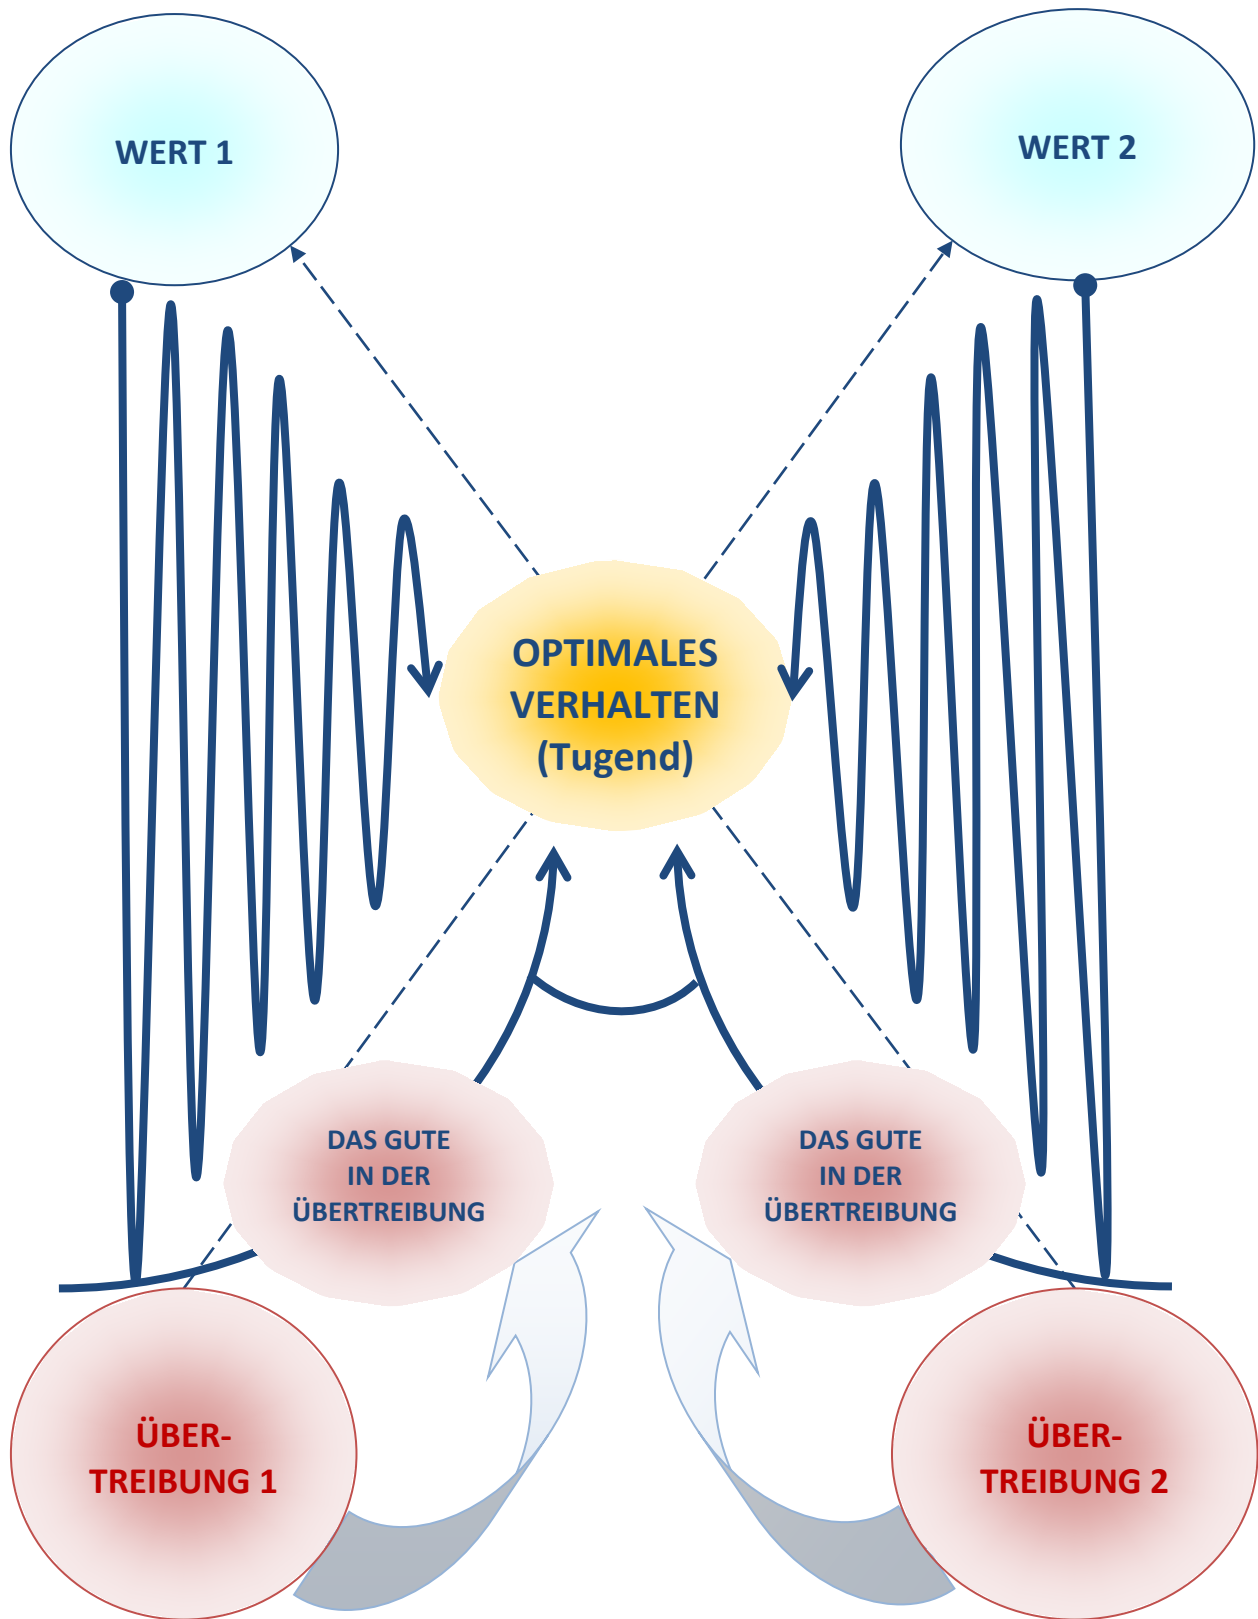 WERT 1
WERT 2
OPTIMALES
VERHALTEN
(Tugend)
DAS GUTE
IN DER
ÜBERTREIBUNG
DAS GUTE
IN DER
ÜBERTREIBUNG
ÜBER-
TREIBUNG 1
ÜBER-
TREIBUNG 2